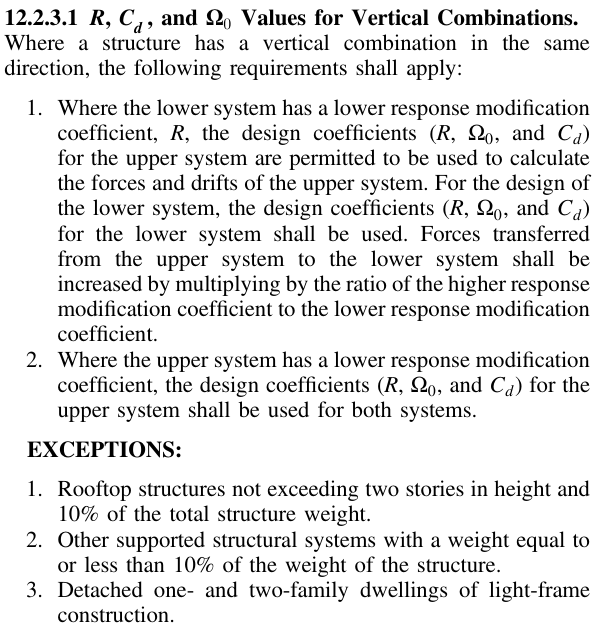 12.2.3.1 R, Cd, and Ω0 Values for Vertical Combinations.
Where a structure has a vertical combination in the same
direction, the following requirements shall apply:
1. Where the lower system has a lower response modification
coefficient, R, the design coefficients (R, Ω0, and Cd)
for the upper system are permitted to be used to calculate
the forces and drifts of the upper system. For the design of
the lower system, the design coefficients (R, Ω0, and Cd)
for the lower system shall be used. Forces transferred
from the upper system to the lower system shall be
increased by multiplying by the ratio of the higher response
modification coefficient to the lower response modification
coefficient.
2. Where the upper system has a lower response modification
coefficient, the design coefficients (R, Ω0, and Cd) for the
upper system shall be used for both systems.
EXCEPTIONS:
1. Rooftop structures not exceeding two stories in height and
10% of the total structure weight.
2. Other supported structural systems with a weight equal to
or less than 10% of the weight of the structure.
3. Detached one- and two-family dwellings of light-frame
construction.